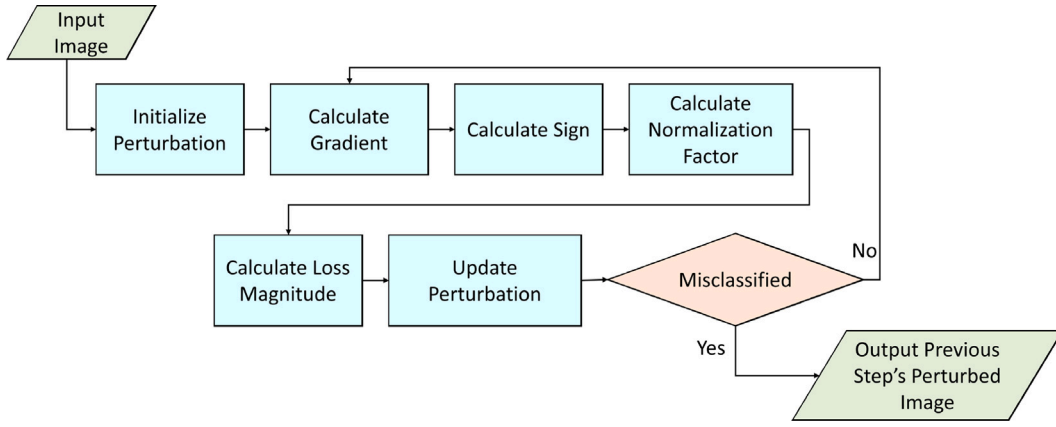 Input
Image
Initialize
Perturbation
Calculate
Gradient
Calculate Sign
Calculate
Normalization
Factor
Calculate Loss
Magnitude
Update
Perturbation
Misclassified
No
Yes
Output Previous
Step's Perturbed
Image